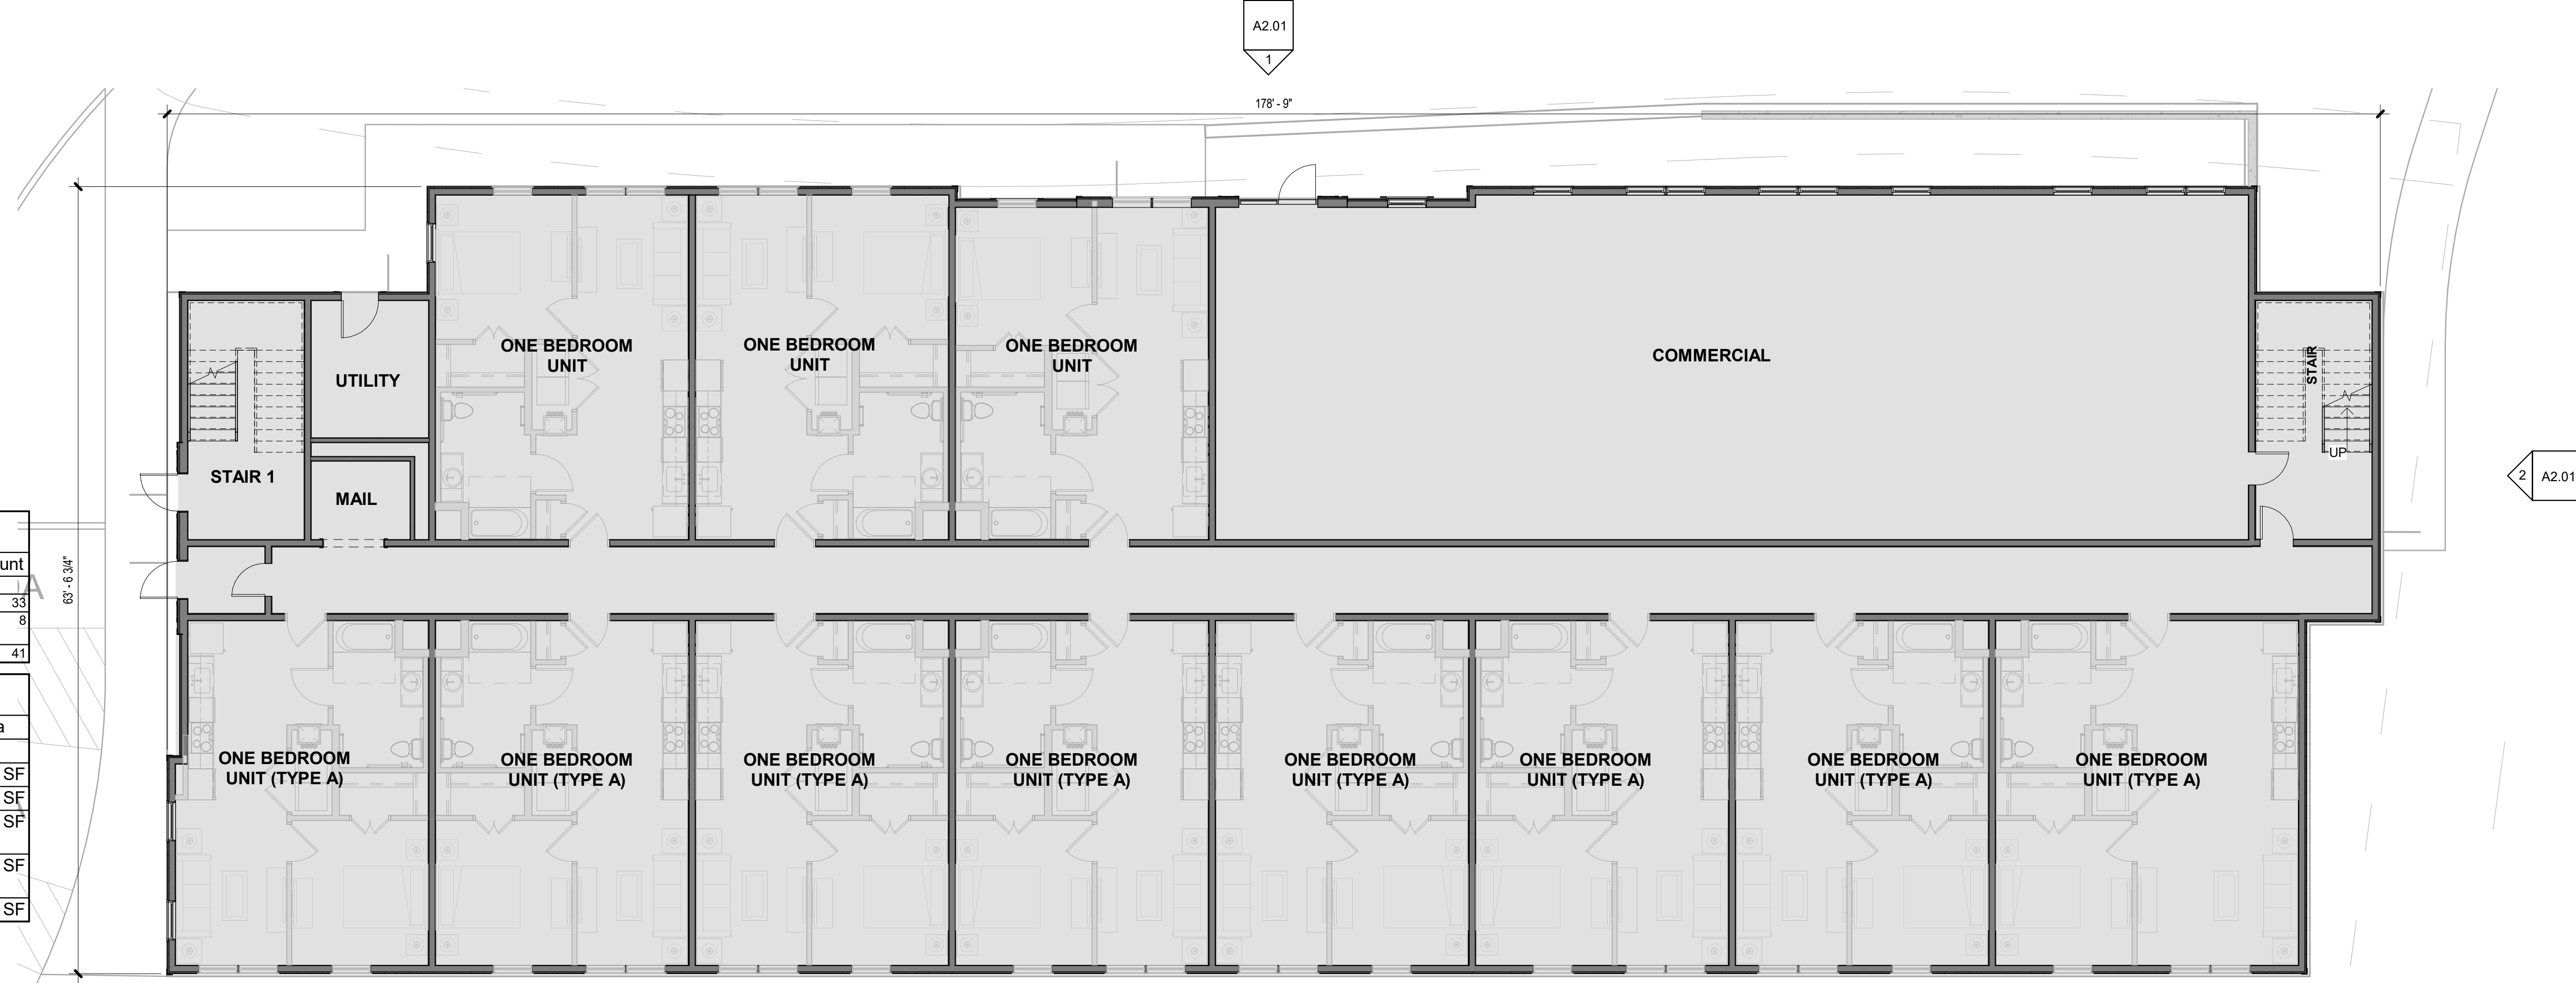 A2.01
1
178' - 9"
63' - 6 3/4"
ONE BEDROOM
UNIT
ONE BEDROOM
UNIT
ONE BEDROOM
UNIT
COMMERCIAL
STAIR
UP
UTILITY
STAIR 1
MAIL
2
A2.01
unt
A
33
8
41
a
SF
SF
SF
SF
SF
ONE BEDROOM
UNIT (TYPE A)
ONE BEDROOM
UNIT (TYPE A)
ONE BEDROOM
UNIT (TYPE A)
ONE BEDROOM
UNIT (TYPE A)
ONE BEDROOM
UNIT (TYPE A)
ONE BEDROOM
UNIT (TYPE A)
ONE BEDROOM
UNIT (TYPE A)
ONE BEDROOM
UNIT (TYPE A)